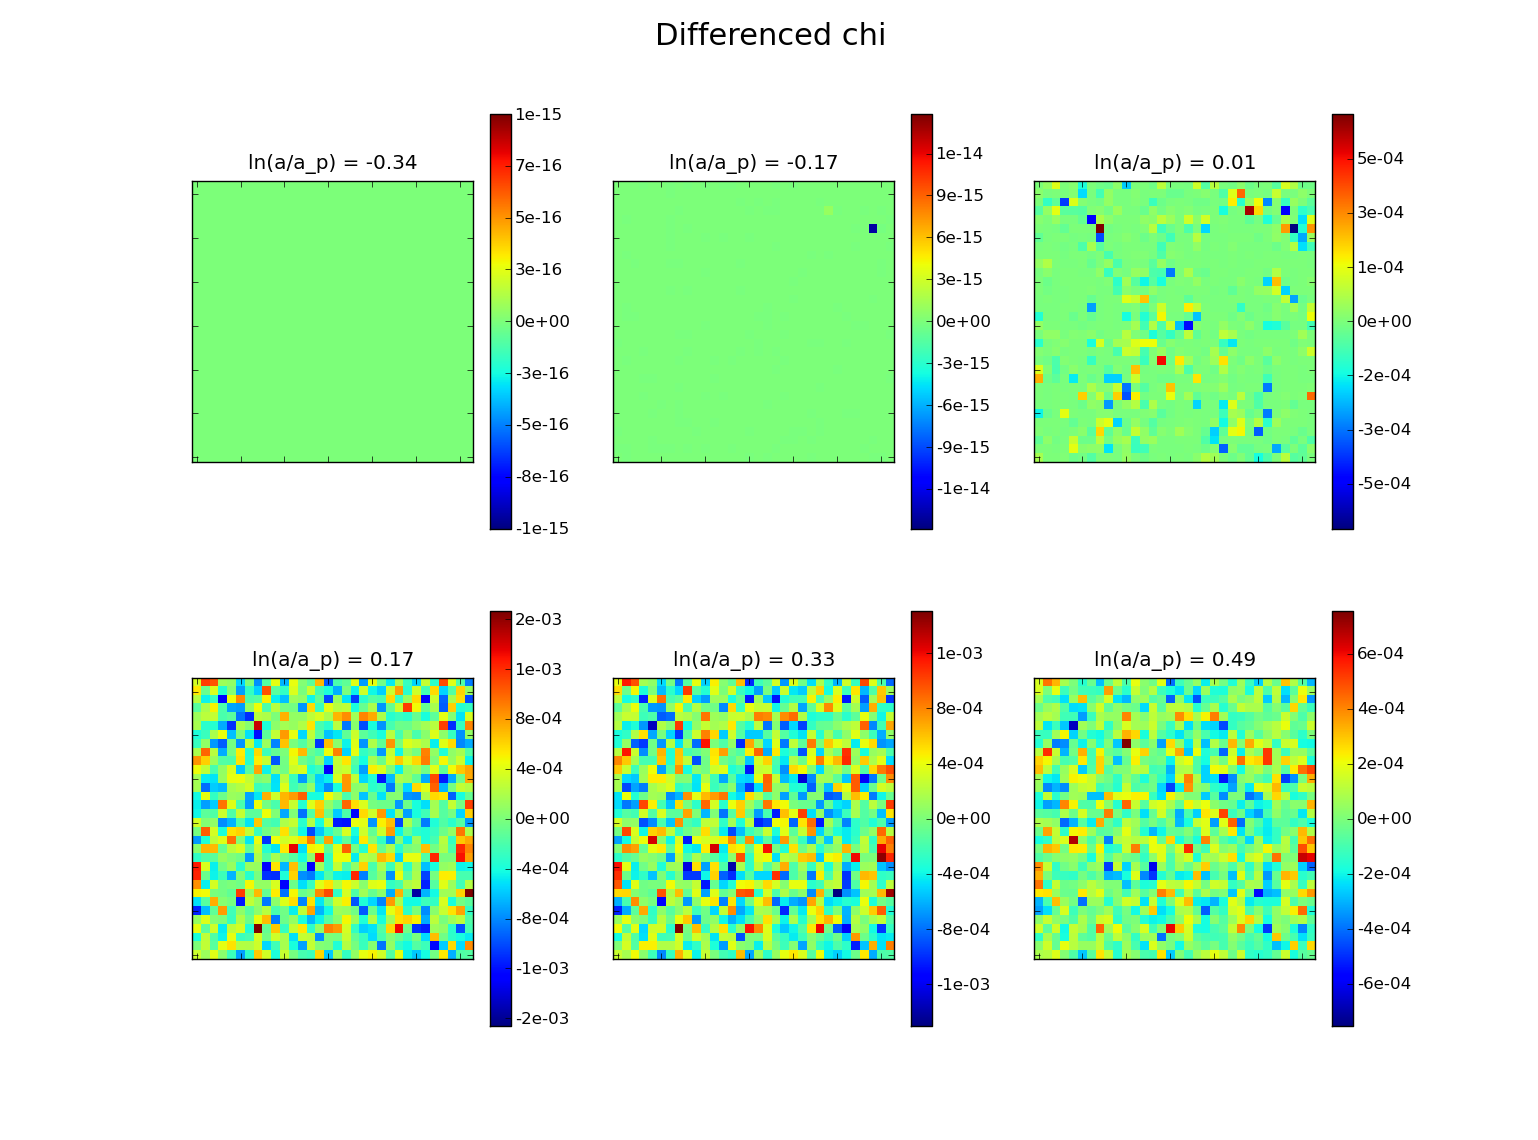 Differenced chi
ln(a/a_p) = -0.34
1e-15
7e-16
5e-16
3e-16
0e+00
-3e-16
-5e-16
-8e-16
-1e-15
ln(a/a_p) = -0.17
1e-14
9e-15
6e-15
3e-15
0e+00
-3e-15
-6e-15
-9e-15
-1e-14
ln(a/a_p) = 0.01
5e-04
3e-04
1e-04
0e+00
-2e-04
-3e-04
-5e-04
ln(a/a_p) = 0.17
2e-03
1e-03
8e-04
4e-04
0e+00
-4e-04
-8e-04
-1e-03
-2e-03
ln(a/a_p) = 0.33
1e-03
8e-04
4e-04
0e+00
-4e-04
-8e-04
-1e-03
ln(a/a_p) = 0.49
6e-04
4e-04
2e-04
0e+00
-2e-04
-4e-04
-6e-04